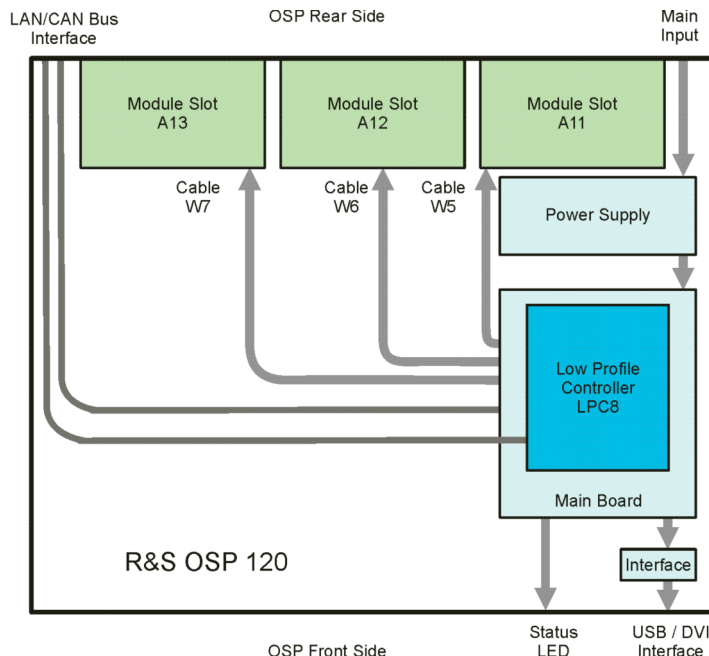 LAN/CAN Bus
Interface
OSP Rear Side
Main
Input
Module Slot
A13
Module Slot
A12
Module Slot
A11
Cable
W7
Cable
W6
Cable
W5
Power Supply
Low Profile
Controller
LPC8
Main Board
R&S OSP 120
Interface
OSP Front Side
Status
LED
USB / DVI
Interface